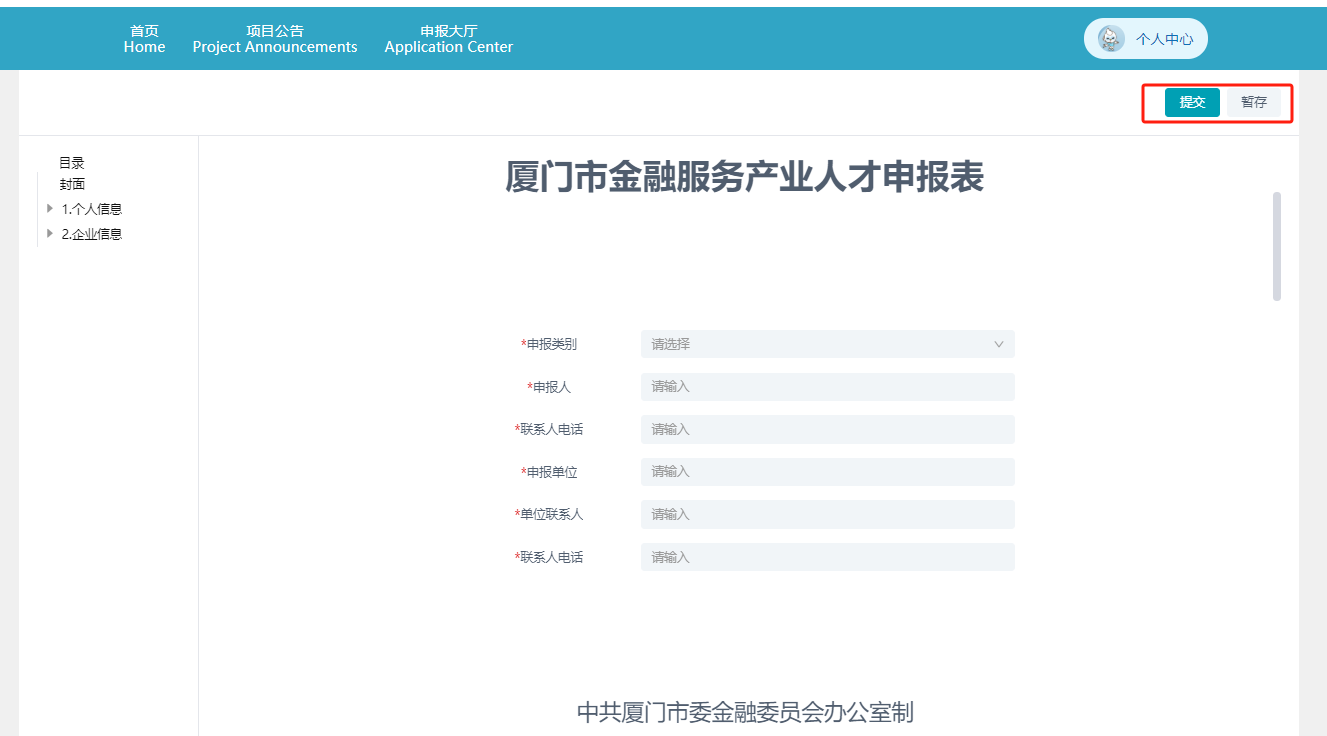 首页
Home
项目公告
Project Announcements
申报大厅
Application Center
个人中心
提交
暂存
目录
封面
1.个人信息
2.企业信息
厦门市金融服务产业人才申报表
*申报类别
请选择
*申报人
请输入
*联系人电话
请输入
*申报单位
请输入
*单位联系人
请输入
*联系人电话
请输入
中共厦门市委金融委员会办公室制